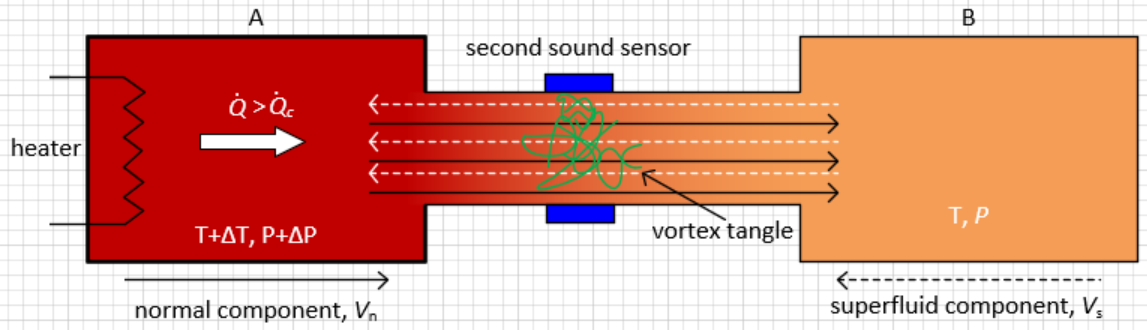 A
B
second sound sensor
Q̇ > Q̇c
heater
T+ΔT, P+ΔP
vortex tangle
T, P
normal component, Vn
superfluid component, Vs